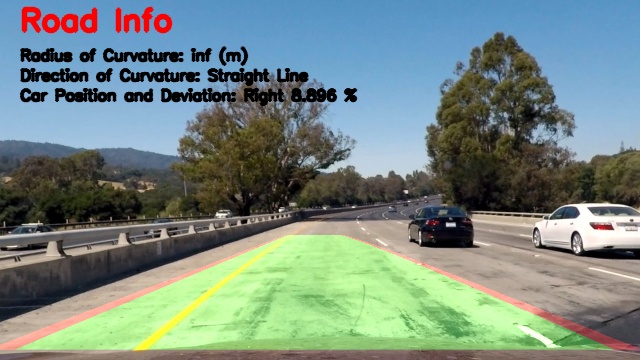 Road Info
Radius of Curvature: inf (m)
Direction of Curvature: Straight Line
Car Position and Deviation: Right 8.896 %